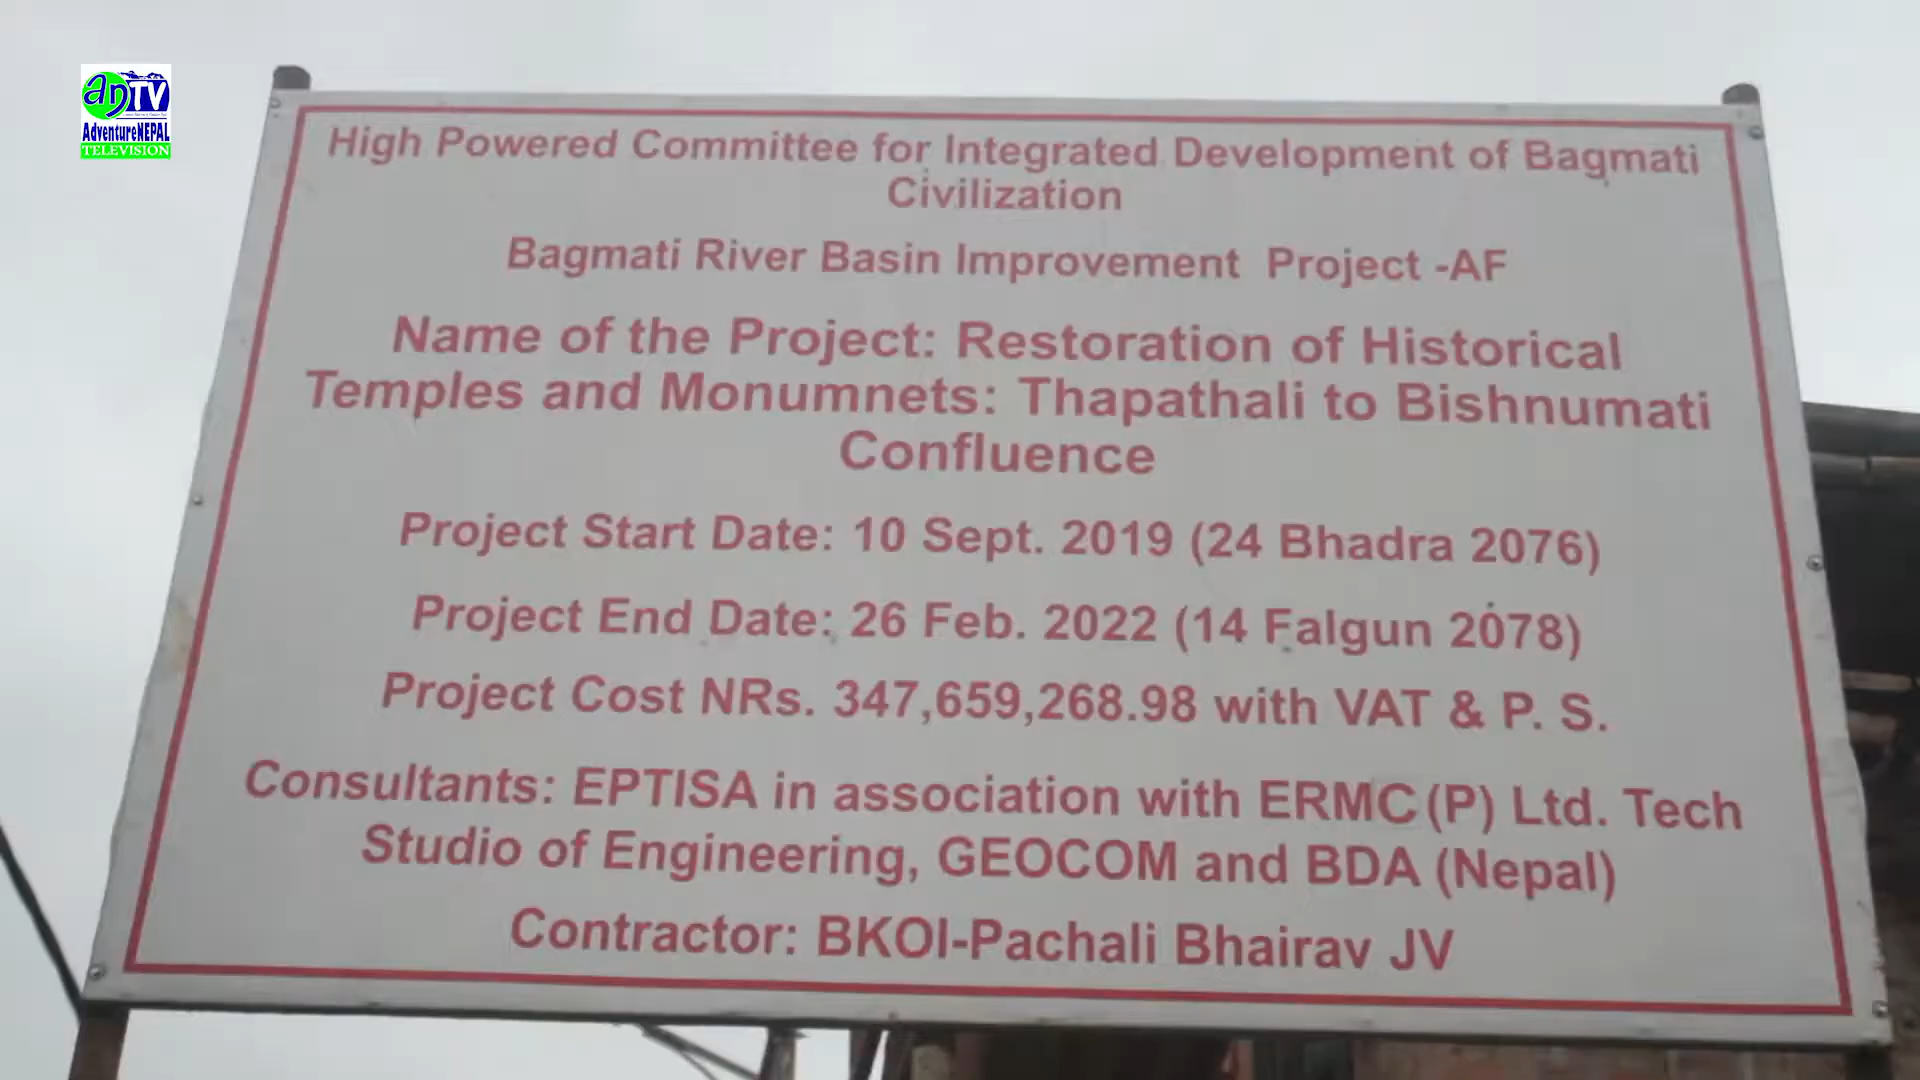 anTV
AdventureNEPAL
TELEVISION
High Powered Committee for Integrated Development of Bagmati
Civilization
Bagmati River Basin Improvement Project -AF
Name of the Project: Restoration of Historical
Temples and Monumnets: Thapathali to Bishnumati
Confluence
Project Start Date: 10 Sept. 2019 (24 Bhadra 2076)
Project End Date: 26 Feb. 2022 (14 Falgun 2078)
Project Cost NRs. 347,659,268.98 with VAT & P. S.
Consultants: EPTISA in association with ERMC (P) Ltd. Tech
Studio of Engineering, GEOCOM and BDA (Nepal)
Contractor: BKOI-Pachali Bhairav JV